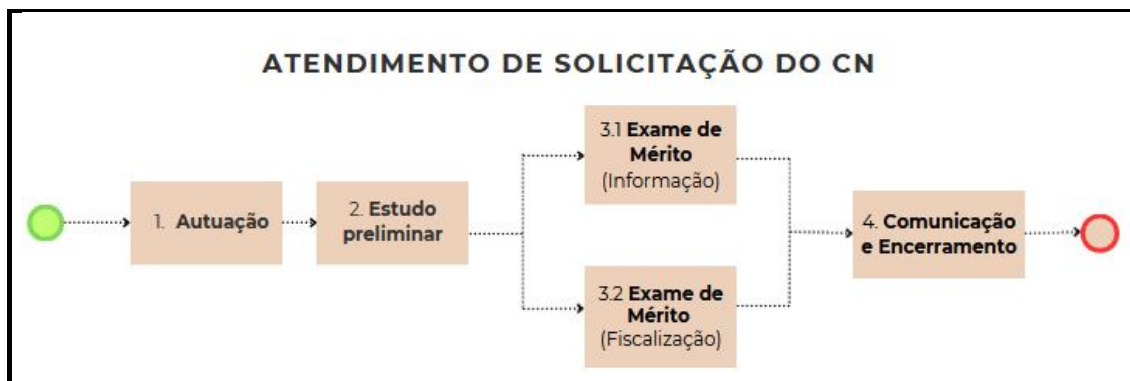 ATENDIMENTO DE SOLICITAÇÃO DO CN
1. Autuação
2. Estudo
preliminar
3.1 Exame de
Mérito
(Informação)
3.2 Exame de
Mérito
(Fiscalização)
4. Comunicação
e Encerramento